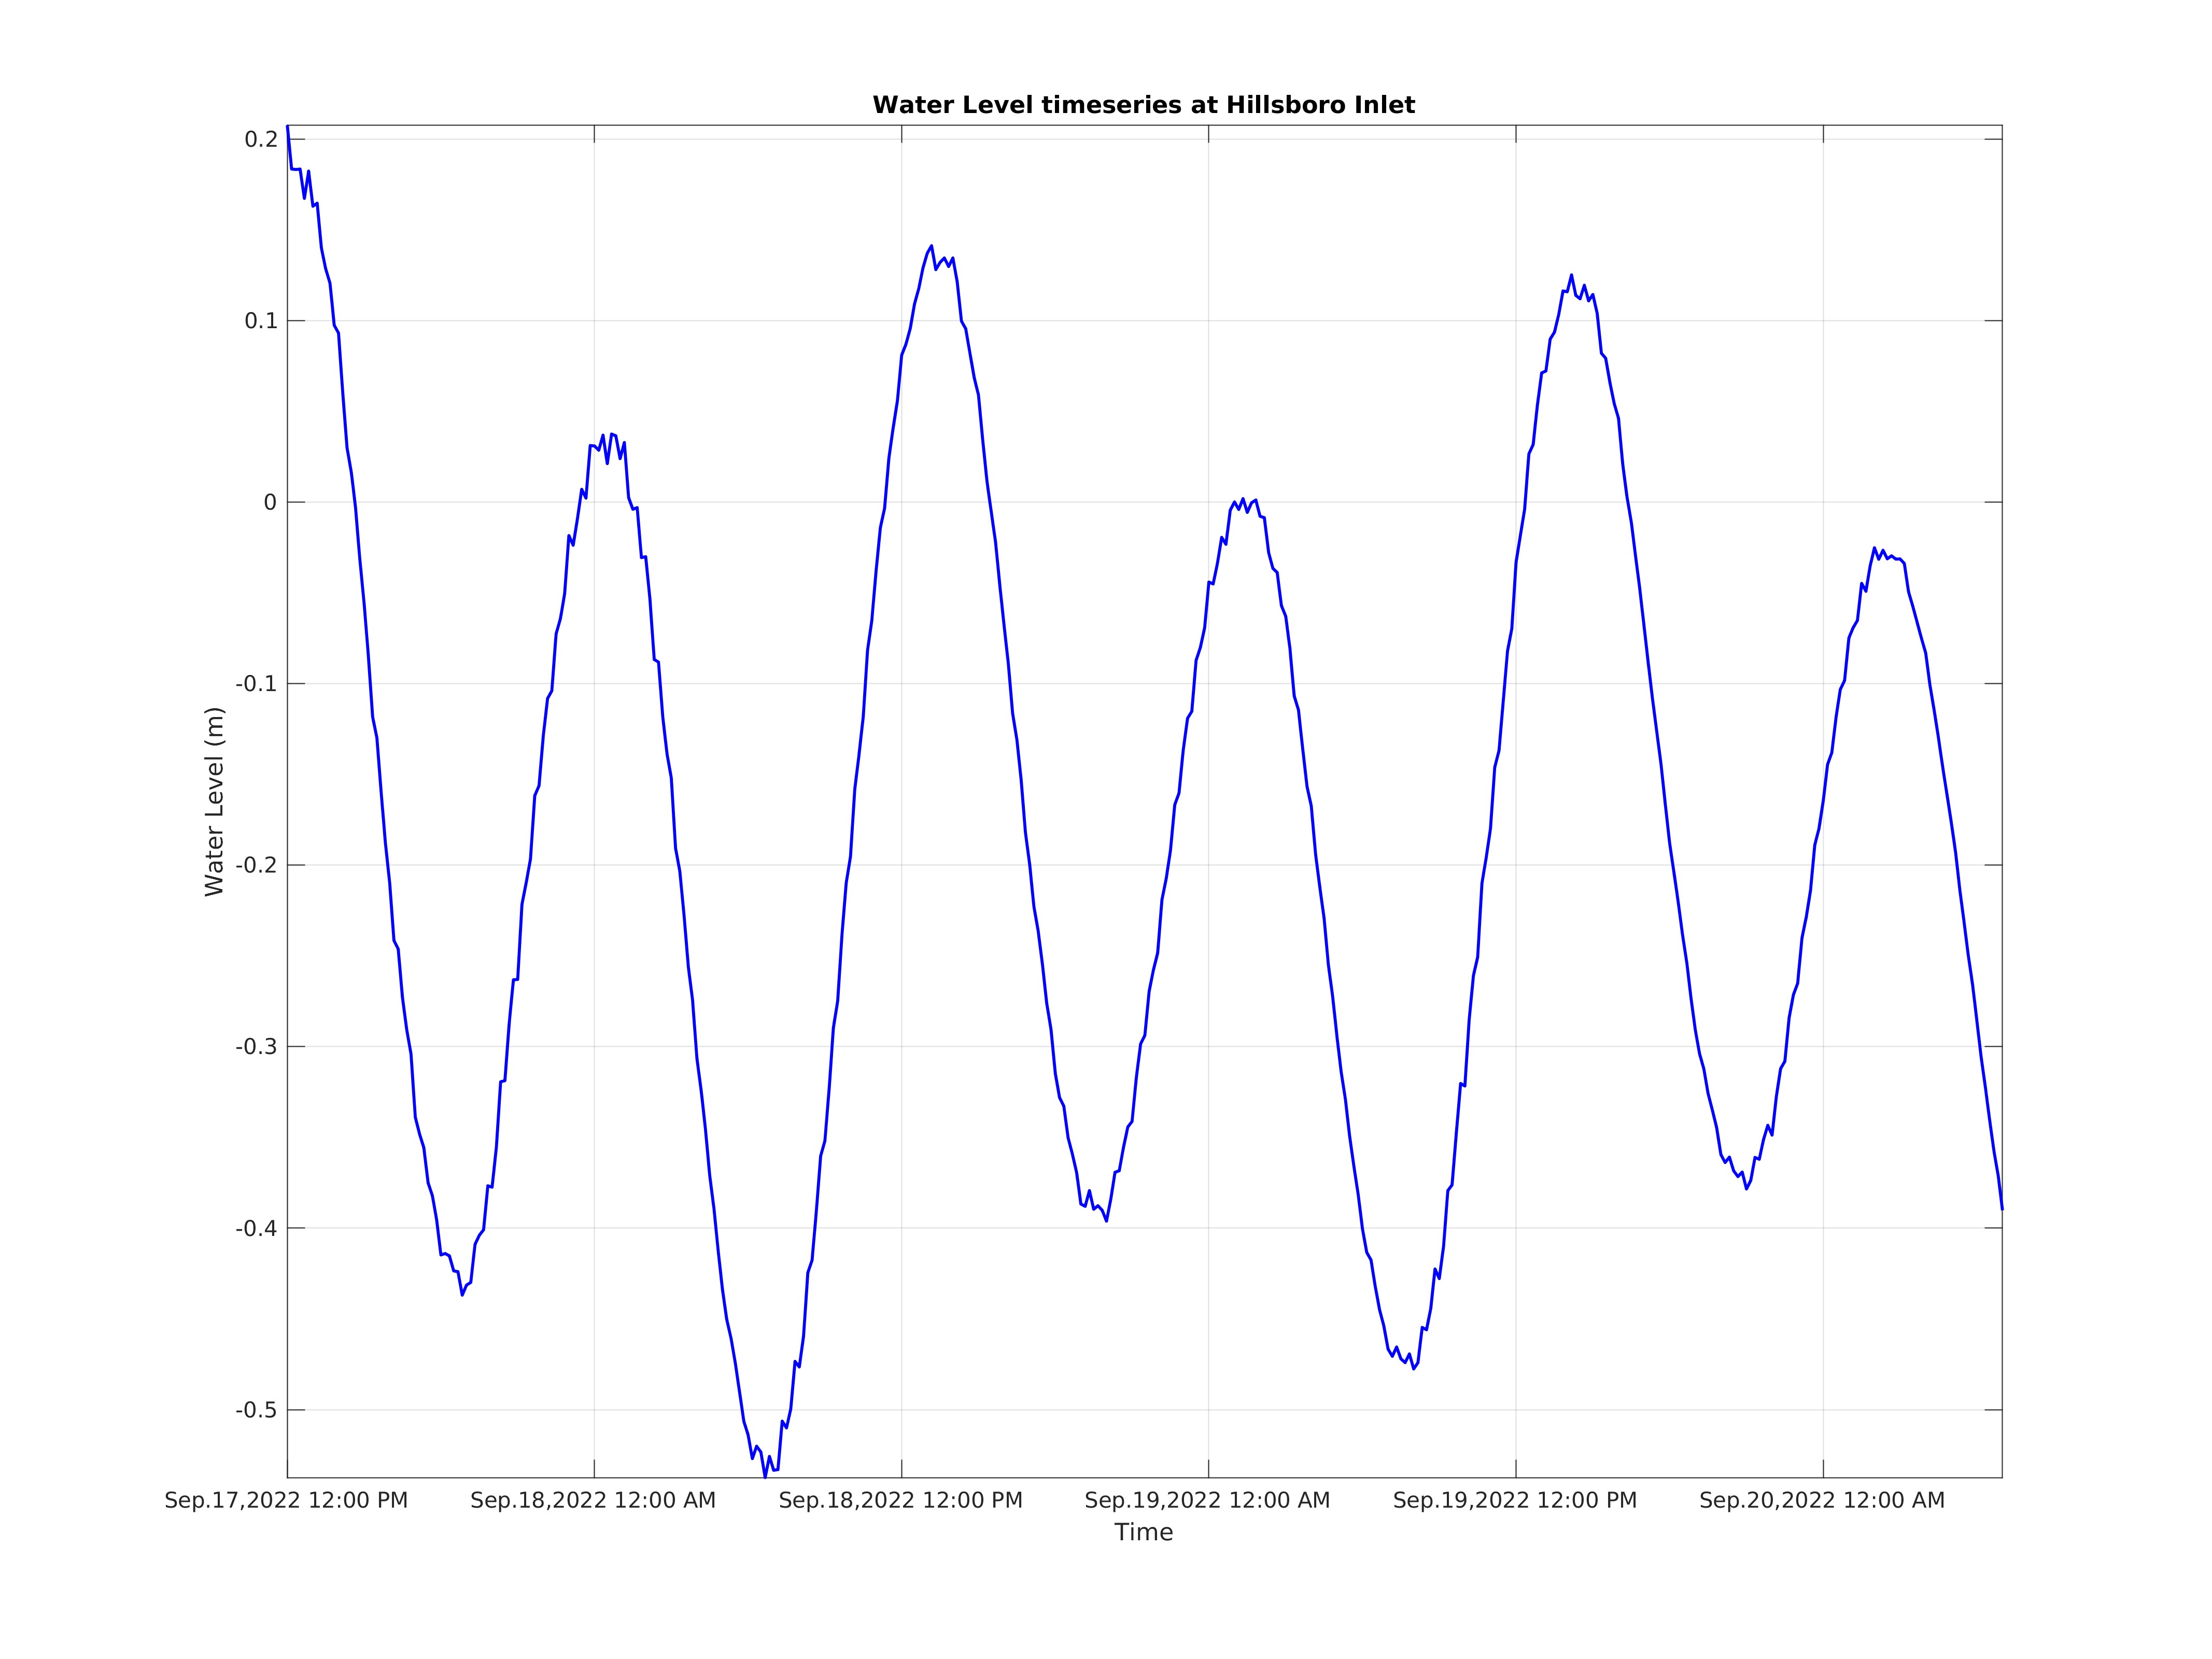 Water Level timeseries at Hillsboro Inlet
0.2
0.1
0
-0.1
-0.2
-0.3
-0.4
-0.5
Water Level (m)
Sep.17,2022 12:00 PM
Sep.18,2022 12:00 AM
Sep.18,2022 12:00 PM
Sep.19,2022 12:00 AM
Sep.19,2022 12:00 PM
Sep.20,2022 12:00 AM
Time